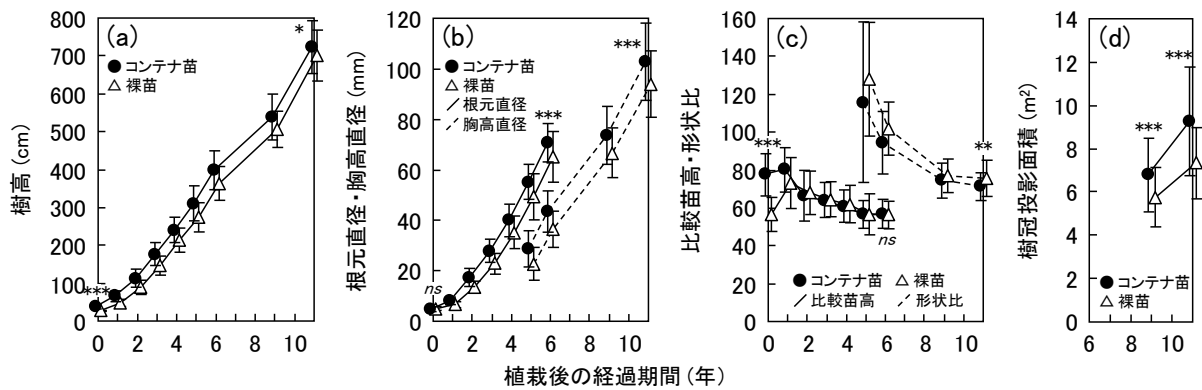 (a)
*
コンテナ苗
裸苗
***
樹高 (cm)
800
700
600
500
400
300
200
100
0
0 2 4 6 8 10
(b)
***
コンテナ苗
裸苗
根元直径
胸高直径
***
ns
根元直径・胸高直径 (mm)
120
100
80
60
40
20
0
0 2 4 6 8 10
(c)
***
**
ns
コンテナ苗 裸苗
比較苗高 形状比
比較苗高・形状比
160
140
120
100
80
60
40
20
0
0 2 4 6 8 10
(d)
***
***
コンテナ苗
裸苗
樹冠投影面積 (m²)
14
12
10
8
6
4
2
0
8 10
植栽後の経過期間 (年)